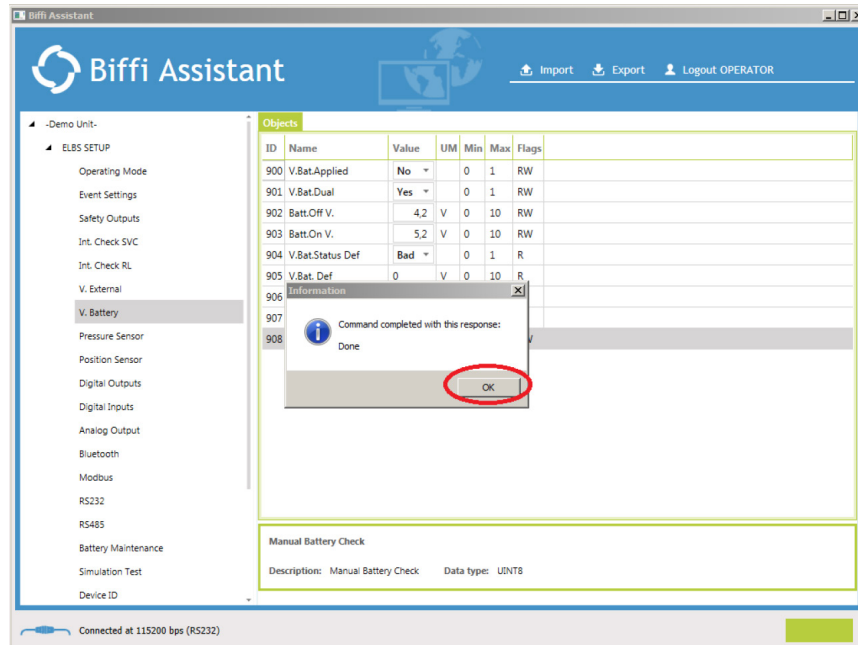 Biffi Assistant
Biffi Assistant
Import Export Logout OPERATOR
-Demo Unit-
ELBS SETUP
Operating Mode
Event Settings
Safety Outputs
Int. Check SVC
Int. Check RL
V. External
V. Battery
Pressure Sensor
Position Sensor
Digital Outputs
Digital Inputs
Analog Output
Bluetooth
Modbus
RS232
RS485
Battery Maintenance
Simulation Test
Device ID
Objects
ID Name Value UM Min Max Flags
900 V.Bat.Applied No 0 1 RW
901 V.Bat.Dual Yes 0 1 RW
902 Batt.Off V. 4,2 V 0 10 RW
903 Batt.On V. 5,2 V 0 10 RW
904 V.Bat.Status Def Bad 0 1 R
905 V.Bat. Def 0 V 0 10 R
906
907
908
Information
Command completed with this response:
Done
OK
Manual Battery Check
Description: Manual Battery Check Data type: UINT8
Connected at 115200 bps (RS232)